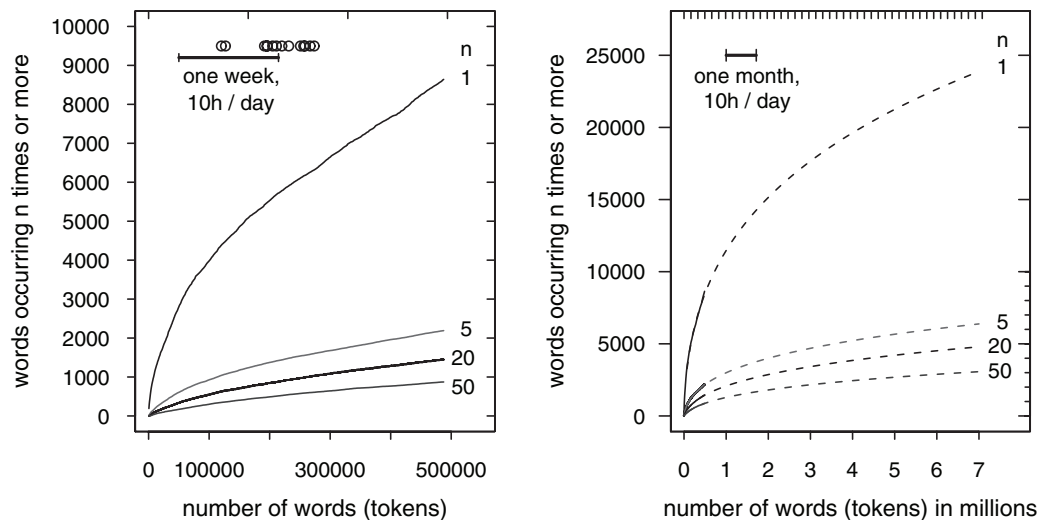 10000
9000
8000
7000
6000
5000
4000
3000
2000
1000
0
words occurring n times or more
one week,
10h / day
n
1
5
20
50
0 100000 300000 500000
number of words (tokens)
25000
20000
15000
10000
5000
0
words occurring n times or more
one month,
10h / day
n
1
5
20
50
0 1 2 3 4 5 6 7
number of words (tokens) in millions